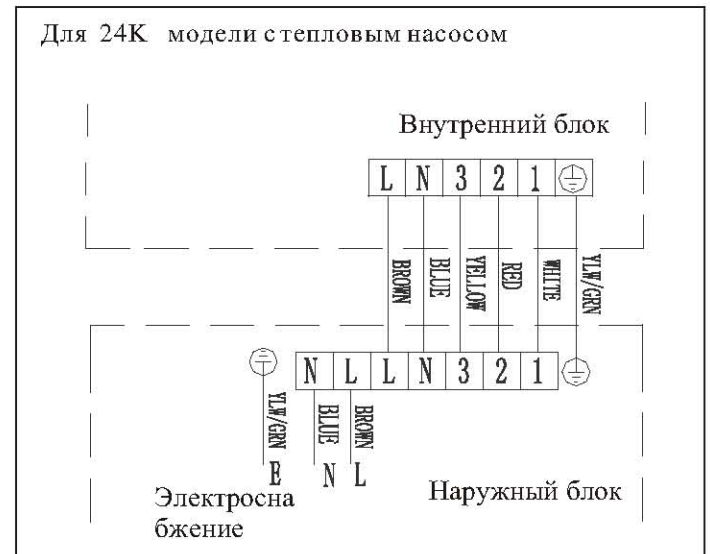 Для 24K модели с тепловым насосом
Внутренний блок
L N 3 2 1
BROWN BLUE YELLOW RED WHITE YLW/GRN
N L L N 3 2 1
YLW/GRN BLUE BROWN
E N L
Электросна
бжение
Наружный блок